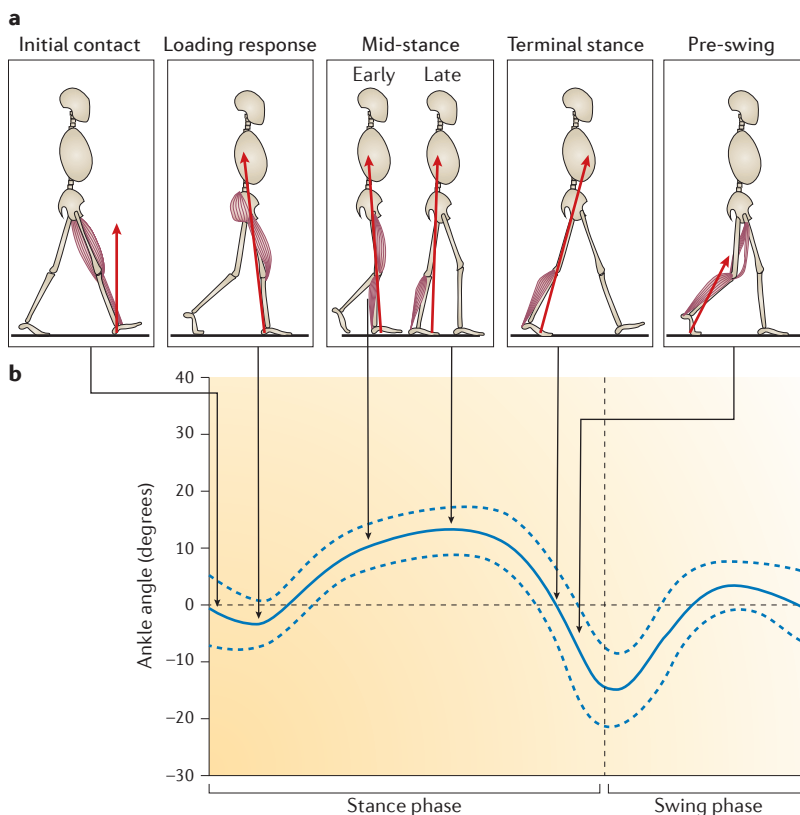 a
Initial contact
Loading response
Mid-stance
Terminal stance
Pre-swing
Early
Late
b
Ankle angle (degrees)
40
30
20
10
0
−10
−20
−30
Stance phase
Swing phase